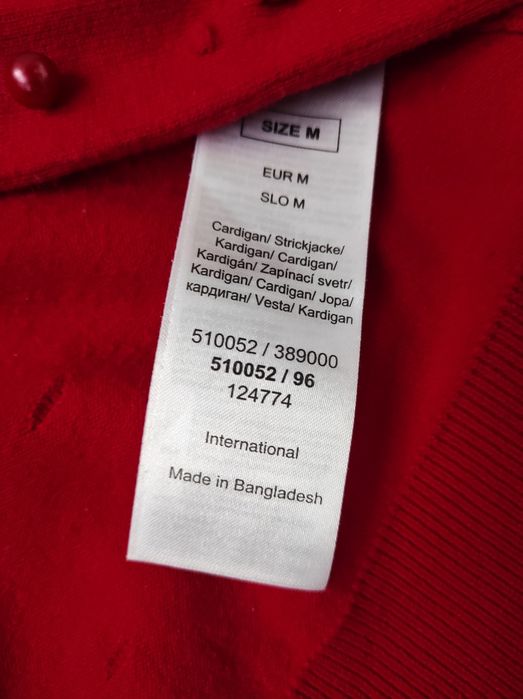 SIZE M
EUR M
SLO M
Cardigan/ Strickjacke/
Kardigan/ Cardigan/
Kardigán/ Zapínací svetr/
Kardigan/ Cardigan/ Jopa/
кардиган/ Vesta/ Kardigan
510052 / 389000
510052 / 96
124774
International
Made in Bangladesh